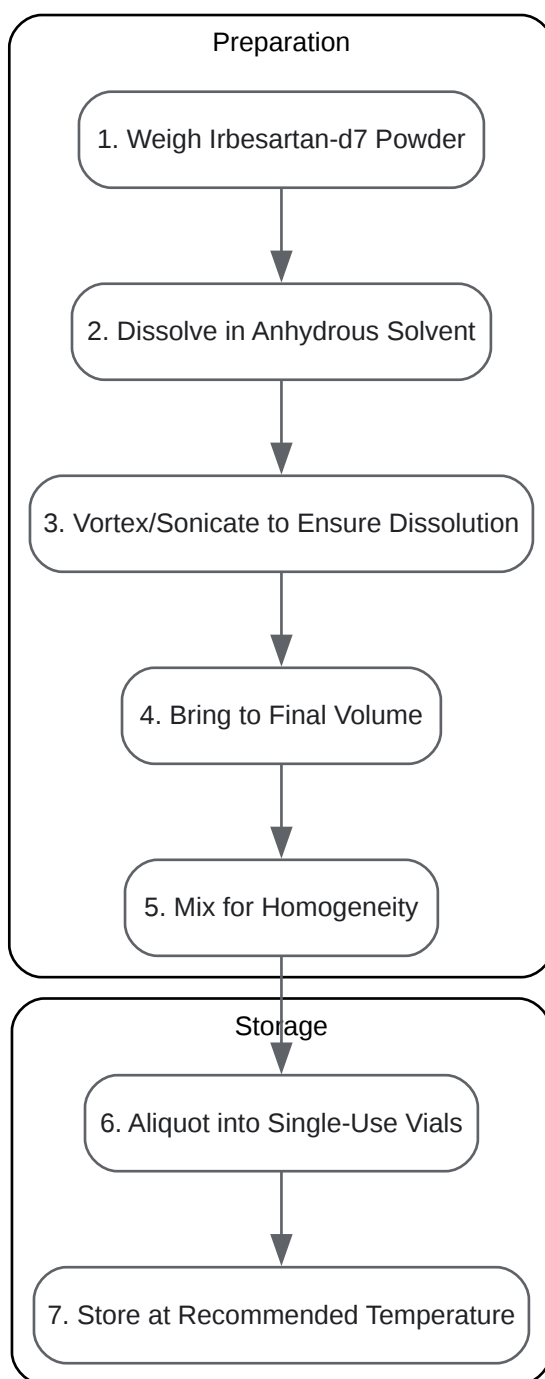 Preparation
1. Weigh Irbesartan-d7 Powder
2. Dissolve in Anhydrous Solvent
3. Vortex/Sonicate to Ensure Dissolution
4. Bring to Final Volume
5. Mix for Homogeneity
Storage
6. Aliquot into Single-Use Vials
7. Store at Recommended Temperature